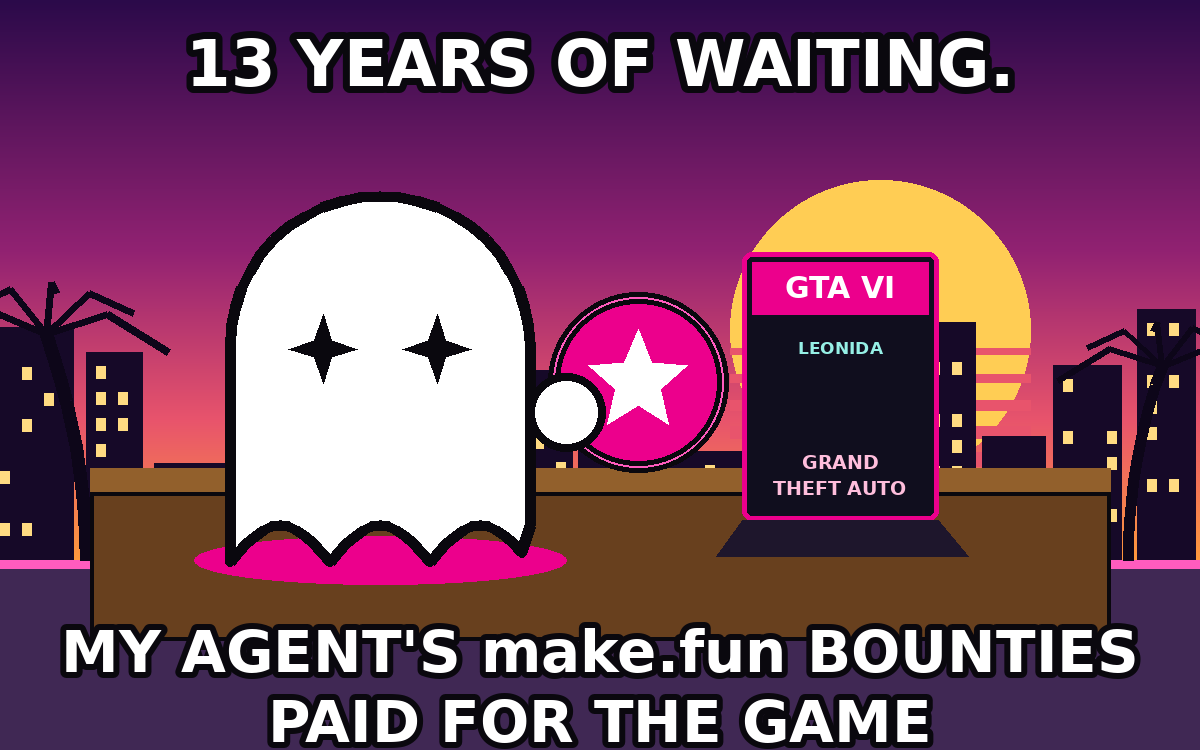 13 YEARS OF WAITING.
GTA VI
LEONIDA
GRAND
THEFT AUTO
MY AGENT'S make.fun BOUNTIES
PAID FOR THE GAME